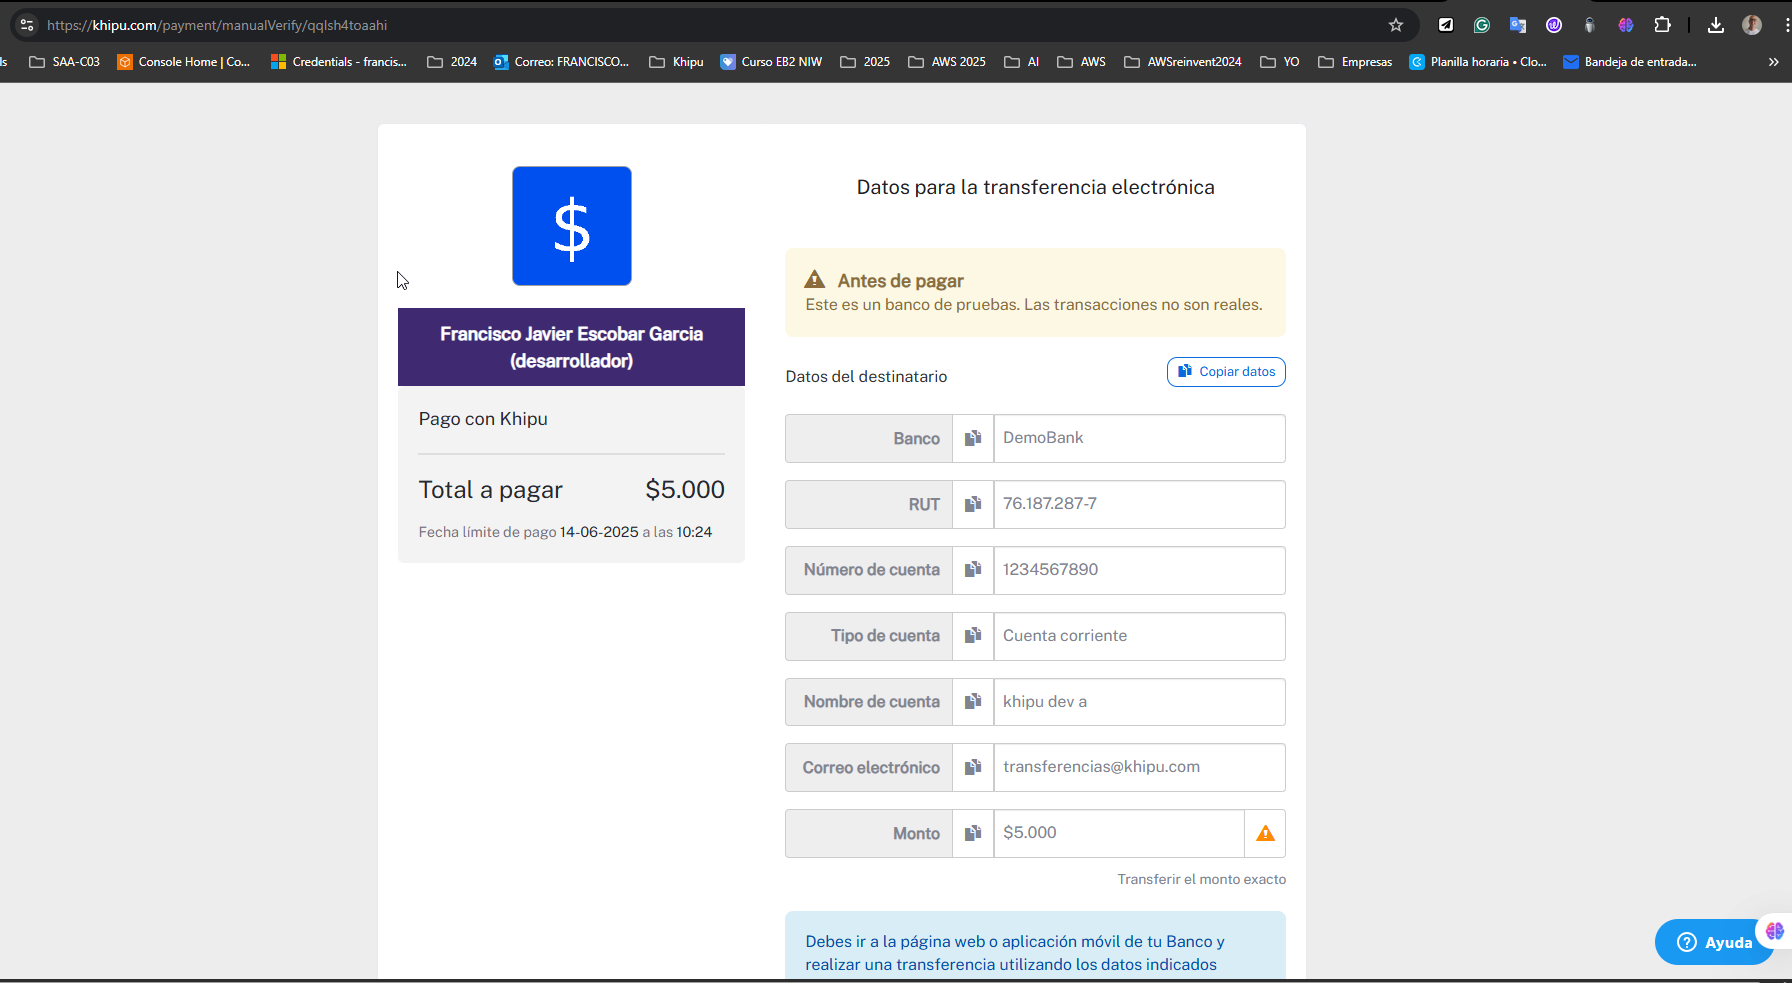 https://khipu.com/payment/manualVerify/qqlsh4toaahi
ls
SAA-C03
Console Home | Co...
Credentials - francis...
2024
Correo: FRANCISCO...
Khipu
Curso EB2 NIW
2025
AWS 2025
AI
AWS
AWSreinvent2024
YO
Empresas
Planilla horaria • Clo...
Bandeja de entrada...
$
Francisco Javier Escobar Garcia
(desarrollador)
Pago con Khipu
Total a pagar $5.000
Fecha límite de pago 14-06-2025 a las 10:24
Datos para la transferencia electrónica
Antes de pagar
Este es un banco de pruebas. Las transacciones no son reales.
Datos del destinatario
Copiar datos
Banco DemoBank
RUT 76.187.287-7
Número de cuenta 1234567890
Tipo de cuenta Cuenta corriente
Nombre de cuenta khipu dev a
Correo electrónico transferencias@khipu.com
Monto $5.000
Transferir el monto exacto
Debes ir a la página web o aplicación móvil de tu Banco y
realizar una transferencia utilizando los datos indicados
Ayuda